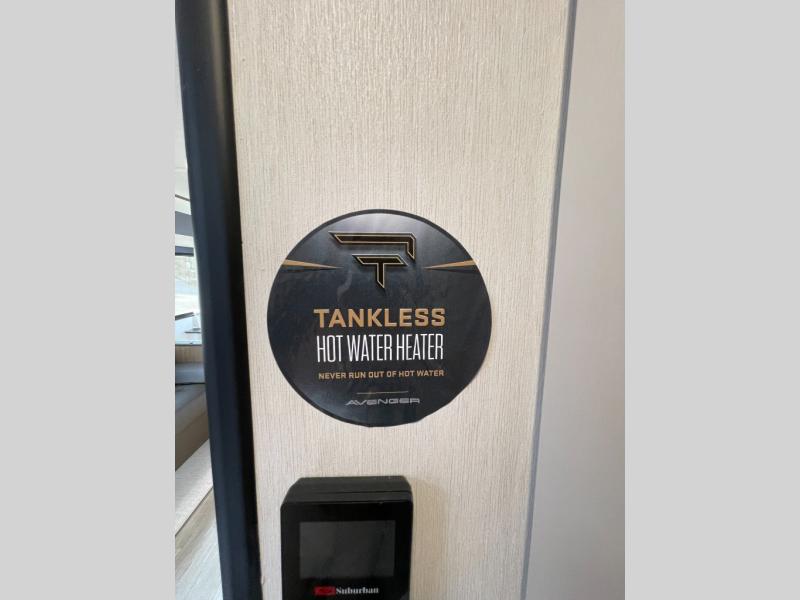 TANKLESS
HOT WATER HEATER
NEVER RUN OUT OF HOT WATER
AVENGER
Suburban